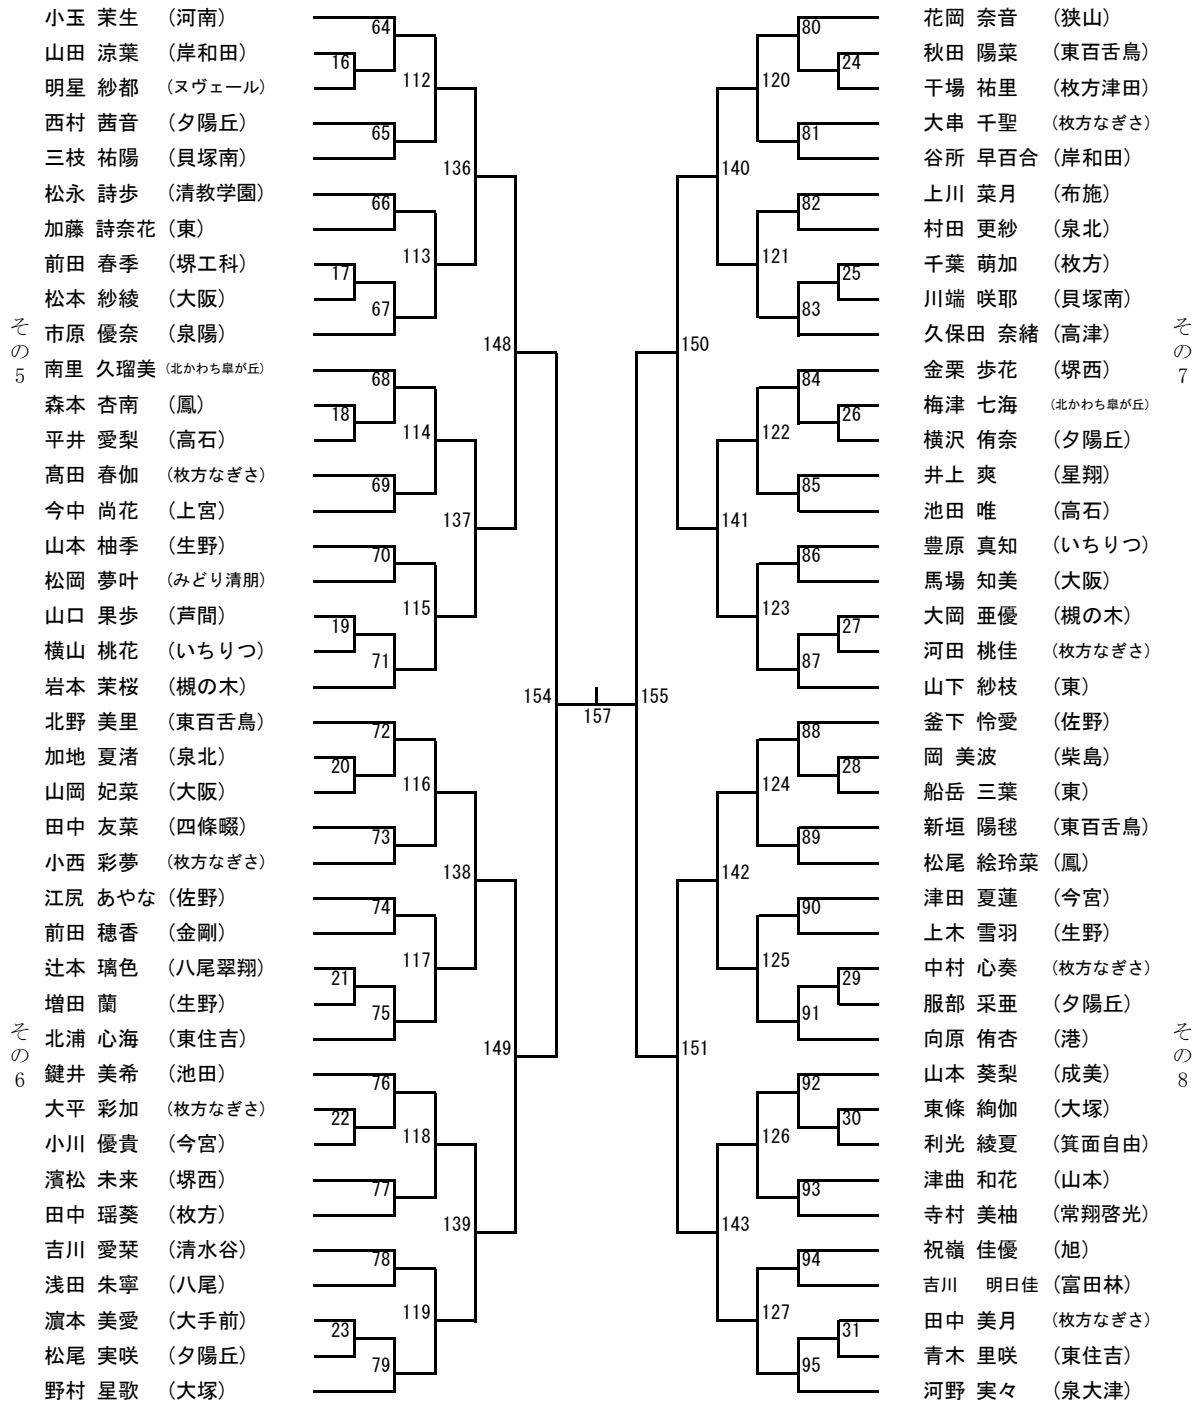 小玉 茉生 (河南)
山田 涼葉 (岸和田)
明星 紗都 (ヌヴェール)
西村 茜音 (夕陽丘)
三枝 祐陽 (貝塚南)
松永 詩歩 (清教学園)
加藤 詩奈花 (東)
前田 春季 (堺工科)
松本 紗綾 (大阪)
市原 優奈 (泉陽)
南里 久瑠美 (北かわち皐が丘)
森本 杏南 (鳳)
平井 愛梨 (高石)
髙田 春伽 (枚方なぎさ)
今中 尚花 (上宮)
山本 柚季 (生野)
松岡 夢叶 (みどり清朋)
山口 果歩 (芦間)
横山 桃花 (いちりつ)
岩本 茉桜 (槻の木)
北野 美里 (東百舌鳥)
加地 夏渚 (泉北)
山岡 妃菜 (大阪)
田中 友菜 (四條畷)
小西 彩夢 (枚方なぎさ)
江尻 あやな (佐野)
前田 穂香 (金剛)
辻本 璃色 (八尾翠翔)
増田 蘭 (生野)
北浦 心海 (東住吉)
鍵井 美希 (池田)
大平 彩加 (枚方なぎさ)
小川 優貴 (今宮)
濱松 未来 (堺西)
田中 瑶葵 (枚方)
吉川 愛栞 (清水谷)
浅田 朱寧 (八尾)
濵本 美愛 (大手前)
松尾 実咲 (夕陽丘)
野村 星歌 (大塚)
その5
その6
64
16
65
66
17
67
68
18
69
70
19
71
72
20
73
74
21
75
76
22
77
78
23
79
112
113
114
115
116
117
118
119
136
137
138
139
148
149
154
157
155
150
151
140
141
142
143
120
121
122
123
124
125
126
127
80
24
81
82
25
83
84
26
85
86
27
87
88
28
89
90
29
91
92
30
93
94
31
95
花岡 奈音 (狭山)
秋田 陽菜 (東百舌鳥)
干場 祐里 (枚方津田)
大串 千聖 (枚方なぎさ)
谷所 早百合 (岸和田)
上川 菜月 (布施)
村田 更紗 (泉北)
千葉 萌加 (枚方)
川端 咲耶 (貝塚南)
久保田 奈緒 (高津)
金栗 歩花 (堺西)
梅津 七海 (北かわち皐が丘)
横沢 侑奈 (夕陽丘)
井上 爽 (星翔)
池田 唯 (高石)
豊原 真知 (いちりつ)
馬場 知美 (大阪)
大岡 亜優 (槻の木)
河田 桃佳 (枚方なぎさ)
山下 紗枝 (東)
釜下 怜愛 (佐野)
岡 美波 (柴島)
船岳 三葉 (東)
新垣 陽毬 (東百舌鳥)
松尾 絵玲菜 (鳳)
津田 夏蓮 (今宮)
上木 雪羽 (生野)
中村 心奏 (枚方なぎさ)
服部 采亜 (夕陽丘)
向原 侑杏 (港)
山本 葵梨 (成美)
東條 絢伽 (大塚)
利光 綾夏 (箕面自由)
津曲 和花 (山本)
寺村 美柚 (常翔啓光)
祝嶺 佳優 (旭)
吉川 明日佳 (富田林)
田中 美月 (枚方なぎさ)
青木 里咲 (東住吉)
河野 実々 (泉大津)
その7
その8